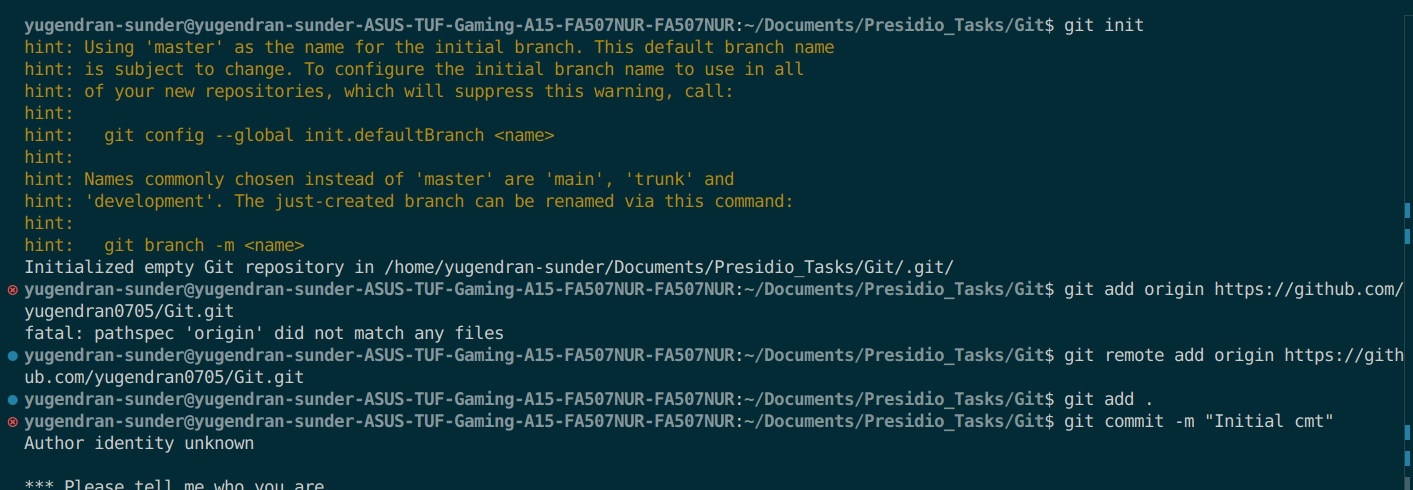 yugendran-sunder@yugendran-sunder-ASUS-TUF-Gaming-A15-FA507NUR-FA507NUR:~/Documents/Presidio_Tasks/Git$ git init
hint: Using 'master' as the name for the initial branch. This default branch name
hint: is subject to change. To configure the initial branch name to use in all
hint: of your new repositories, which will suppress this warning, call:
hint:
hint:   git config --global init.defaultBranch <name>
hint:
hint: Names commonly chosen instead of 'master' are 'main', 'trunk' and
hint: 'development'. The just-created branch can be renamed via this command:
hint:
hint:   git branch -m <name>
Initialized empty Git repository in /home/yugendran-sunder/Documents/Presidio_Tasks/Git/.git/
yugendran-sunder@yugendran-sunder-ASUS-TUF-Gaming-A15-FA507NUR-FA507NUR:~/Documents/Presidio_Tasks/Git$ git add origin https://github.com/
yugendran0705/Git.git
fatal: pathspec 'origin' did not match any files
yugendran-sunder@yugendran-sunder-ASUS-TUF-Gaming-A15-FA507NUR-FA507NUR:~/Documents/Presidio_Tasks/Git$ git remote add origin https://gith
ub.com/yugendran0705/Git.git
yugendran-sunder@yugendran-sunder-ASUS-TUF-Gaming-A15-FA507NUR-FA507NUR:~/Documents/Presidio_Tasks/Git$ git add .
yugendran-sunder@yugendran-sunder-ASUS-TUF-Gaming-A15-FA507NUR-FA507NUR:~/Documents/Presidio_Tasks/Git$ git commit -m "Initial cmt"
Author identity unknown
*** Please tell me who you are